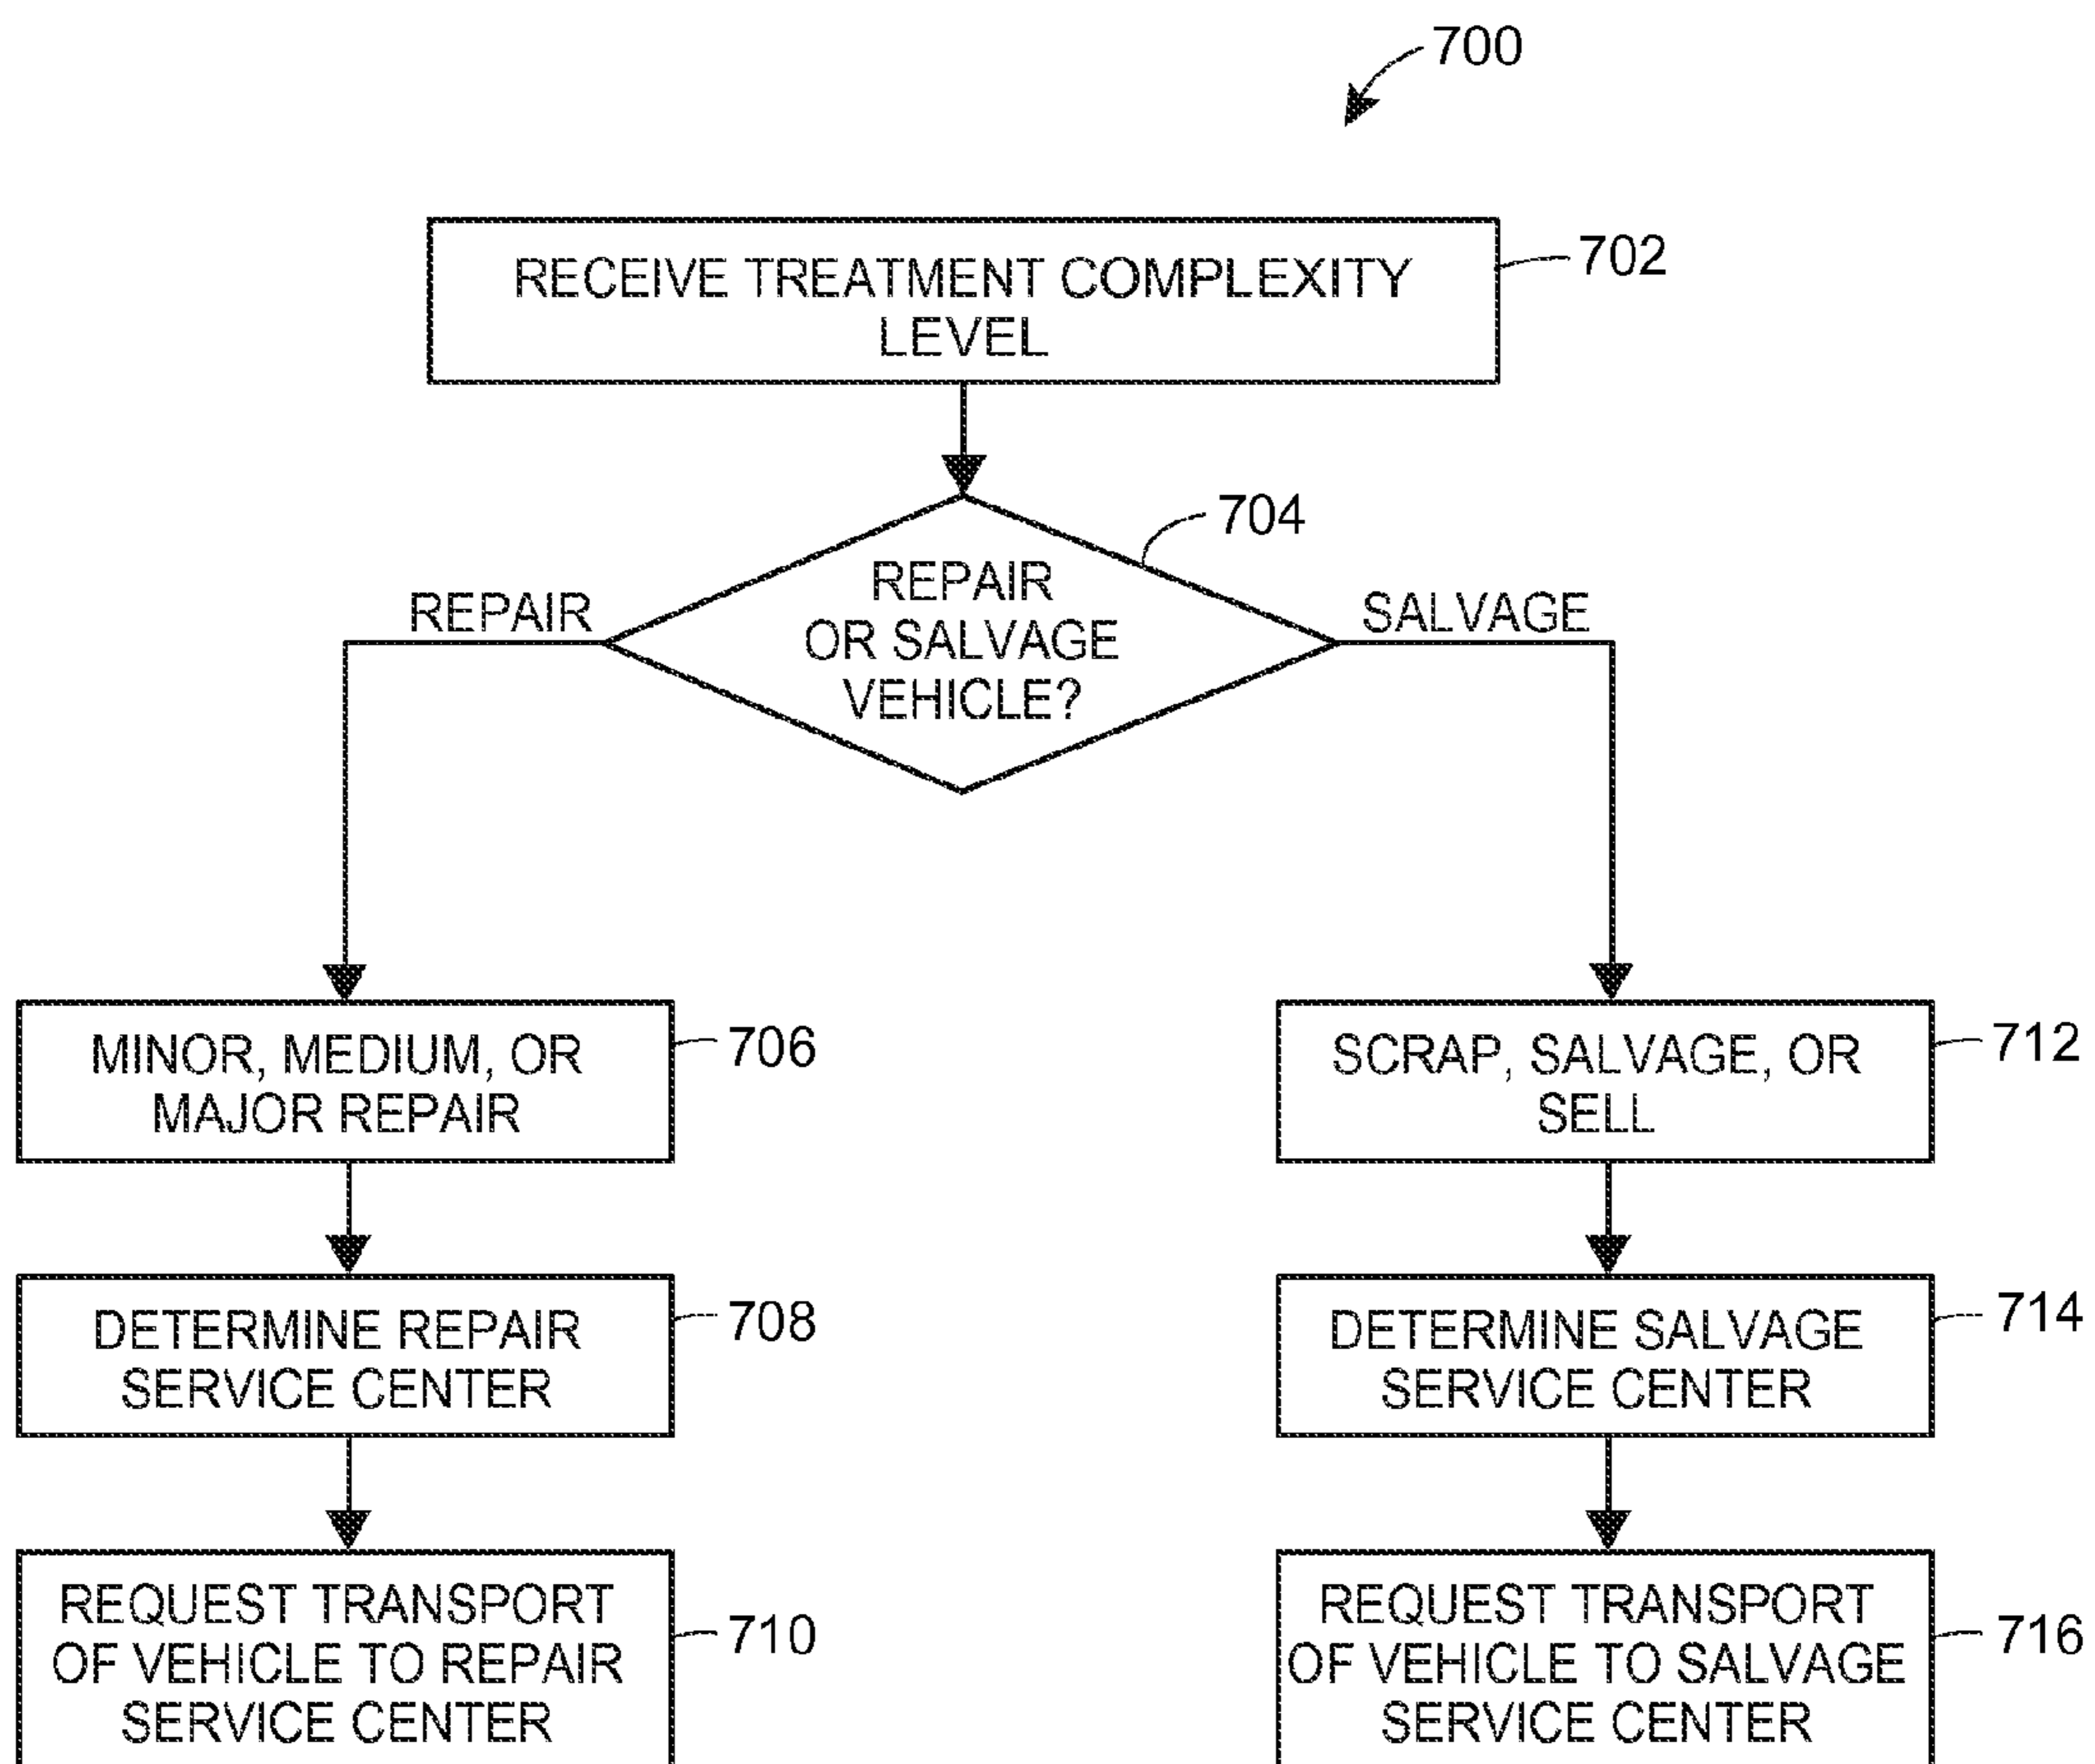 700
RECEIVE TREATMENT COMPLEXITY
LEVEL
702
704
REPAIR
OR SALVAGE
VEHICLE?
REPAIR
SALVAGE
MINOR, MEDIUM, OR
MAJOR REPAIR
706
SCRAP, SALVAGE, OR
SELL
712
DETERMINE REPAIR
SERVICE CENTER
708
DETERMINE SALVAGE
SERVICE CENTER
714
REQUEST TRANSPORT
OF VEHICLE TO REPAIR
SERVICE CENTER
710
REQUEST TRANSPORT
OF VEHICLE TO SALVAGE
SERVICE CENTER
716